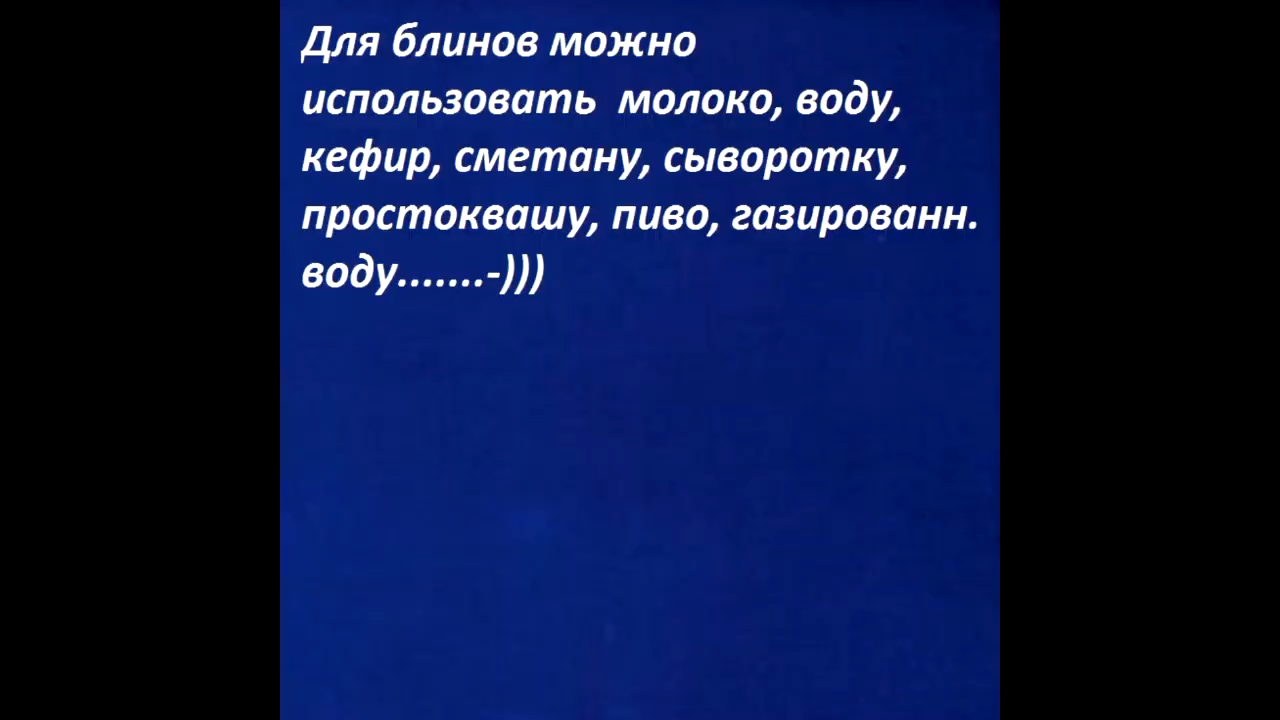 Для блинов можно
использовать молоко, воду,
кефир, сметану, сыворотку,
простоквашу, пиво, газированн.
воду.......-)))